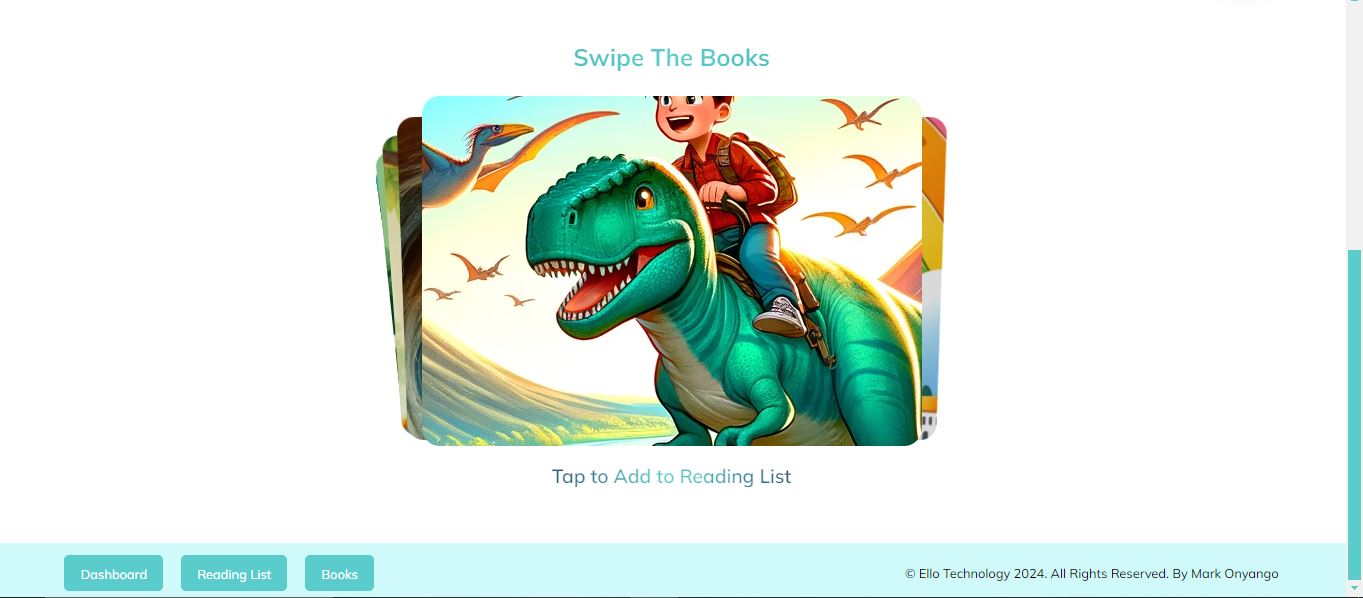 Swipe The Books
Tap to Add to Reading List
Dashboard Reading List Books © Ello Technology 2024. All Rights Reserved. By Mark Onyango